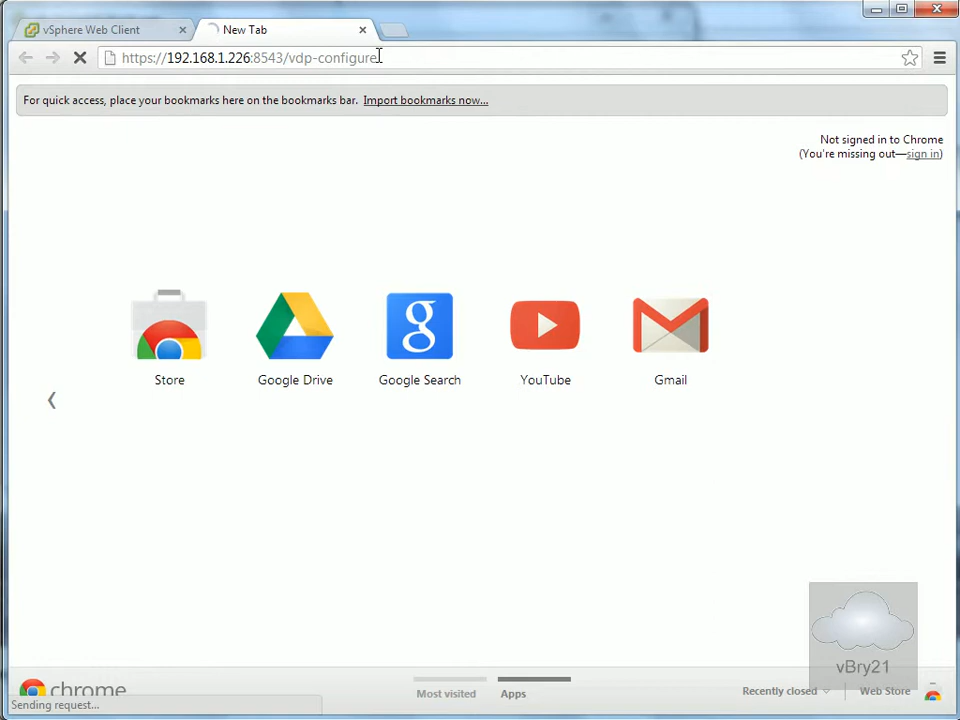 vSphere Web Client
New Tab
https://192.168.1.226:8543/vdp-configure
For quick access, place your bookmarks here on the bookmarks bar. Import bookmarks now...
Not signed in to Chrome
(You're missing out—sign in)
Store
Google Drive
Google Search
YouTube
Gmail
vBry21
chrome
Most visited
Apps
Recently closed
Web Store
Sending request...